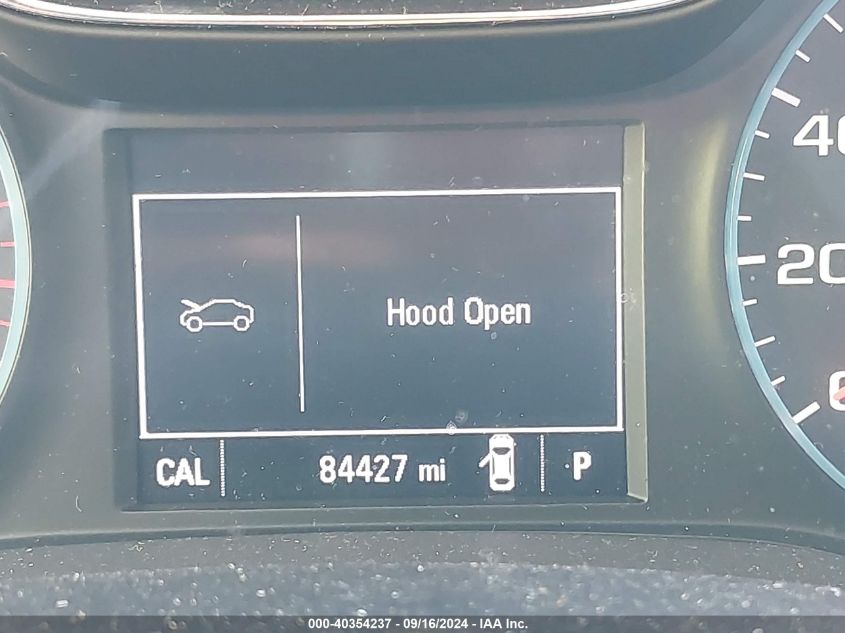 40
20
Hood Open
CAL 84427 mi P
000-40354237 - 09/16/2024 - IAA Inc.